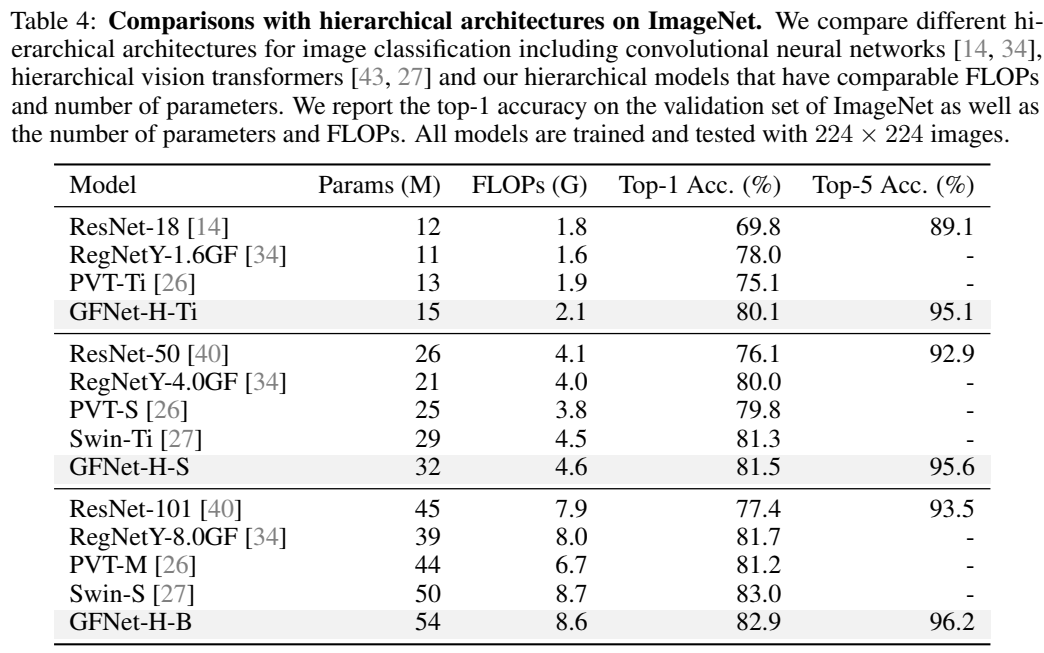 Table 4: Comparisons with hierarchical architectures on ImageNet. We compare different hi-
erarchical architectures for image classification including convolutional neural networks [14, 34],
hierarchical vision transformers [43, 27] and our hierarchical models that have comparable FLOPs
and number of parameters. We report the top-1 accuracy on the validation set of ImageNet as well as
the number of parameters and FLOPs. All models are trained and tested with 224 × 224 images.
Model Params (M) FLOPs (G) Top-1 Acc. (%) Top-5 Acc. (%)
ResNet-18 [14] 12 1.8 69.8 89.1
RegNetY-1.6GF [34] 11 1.6 78.0 -
PVT-Ti [26] 13 1.9 75.1 -
GFNet-H-Ti 15 2.1 80.1 95.1
ResNet-50 [40] 26 4.1 76.1 92.9
RegNetY-4.0GF [34] 21 4.0 80.0 -
PVT-S [26] 25 3.8 79.8 -
Swin-Ti [27] 29 4.5 81.3 -
GFNet-H-S 32 4.6 81.5 95.6
ResNet-101 [40] 45 7.9 77.4 93.5
RegNetY-8.0GF [34] 39 8.0 81.7 -
PVT-M [26] 44 6.7 81.2 -
Swin-S [27] 50 8.7 83.0 -
GFNet-H-B 54 8.6 82.9 96.2